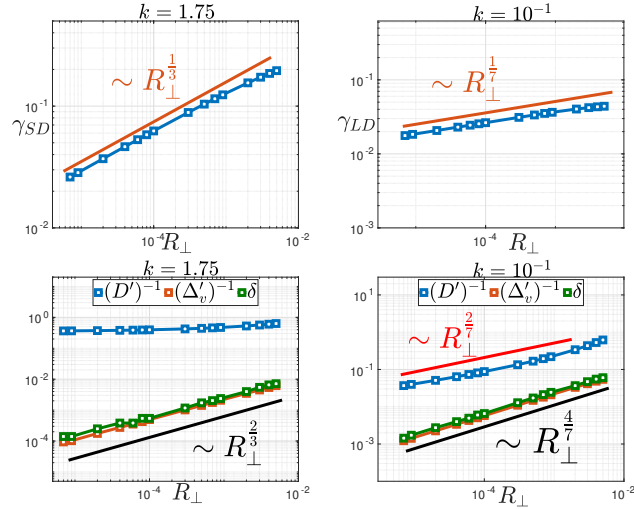 k = 1.75
γ_SD
10^-1
10^-2
∼ R_⊥^{1/3}
10^-4
10^-2
R_⊥
k = 10^-1
γ_LD
10^0
10^-1
10^-2
10^-3
∼ R_⊥^{1/7}
10^-4
R_⊥
k = 1.75
(D′)^-1 (Δ′_v)^-1 δ
10^0
10^-2
10^-4
∼ R_⊥^{2/3}
10^-4
10^-2
R_⊥
k = 10^-1
(D′)^-1 (Δ′_v)^-1 δ
10^1
10^-1
10^-3
∼ R_⊥^{2/7}
∼ R_⊥^{4/7}
10^-4
10^-2
R_⊥